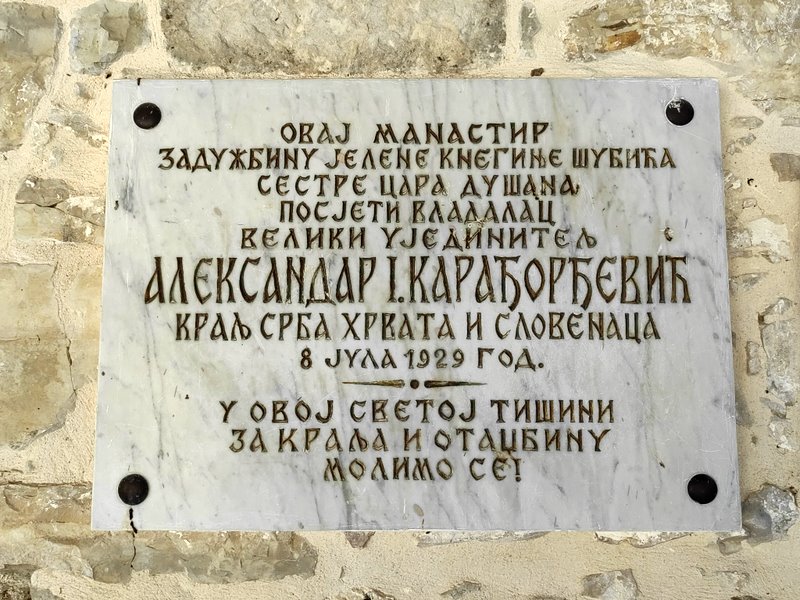 ОВАЈ МАНАСТИР
ЗАДУЖБИНУ ЈЕЛЕНЕ КНЕГИЊЕ ШУБИЋА
СЕСТРЕ ЦАРА ДУШАНА
ПОСЈЕТИ ВЛАДАЛАЦ
ВЕЛИКИ УЈЕДИНИТЕЉ
АЛЕКСАНДАР I. КАРАЂОРЂЕВИЋ
КРАЉ СРБА ХРВАТА И СЛОВЕНАЦА
8 ЈУЛА 1929 ГОД.
У ОВОЈ СВЕТОЈ ТИШИНИ
ЗА КРАЉА И ОТАЏБИНУ
МОЛИМО СЕ!